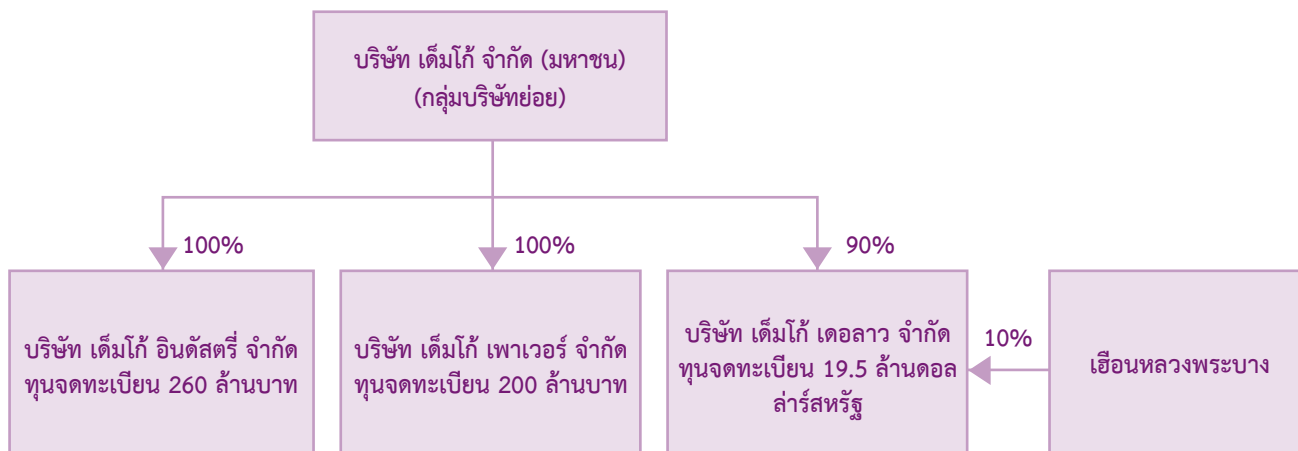 บริษัท เด็มโก้ จำกัด (มหาชน)
(กลุ่มบริษัทย่อย)
100%
100%
90%
บริษัท เด็มโก้ อินดัสตรี่ จำกัด
ทุนจดทะเบียน 260 ล้านบาท
บริษัท เด็มโก้ เพาเวอร์ จำกัด
ทุนจดทะเบียน 200 ล้านบาท
บริษัท เด็มโก้ เดอลาว จำกัด
ทุนจดทะเบียน 19.5 ล้านดอล
ล่าร์สหรัฐ
10%
เฮือนหลวงพระบาง